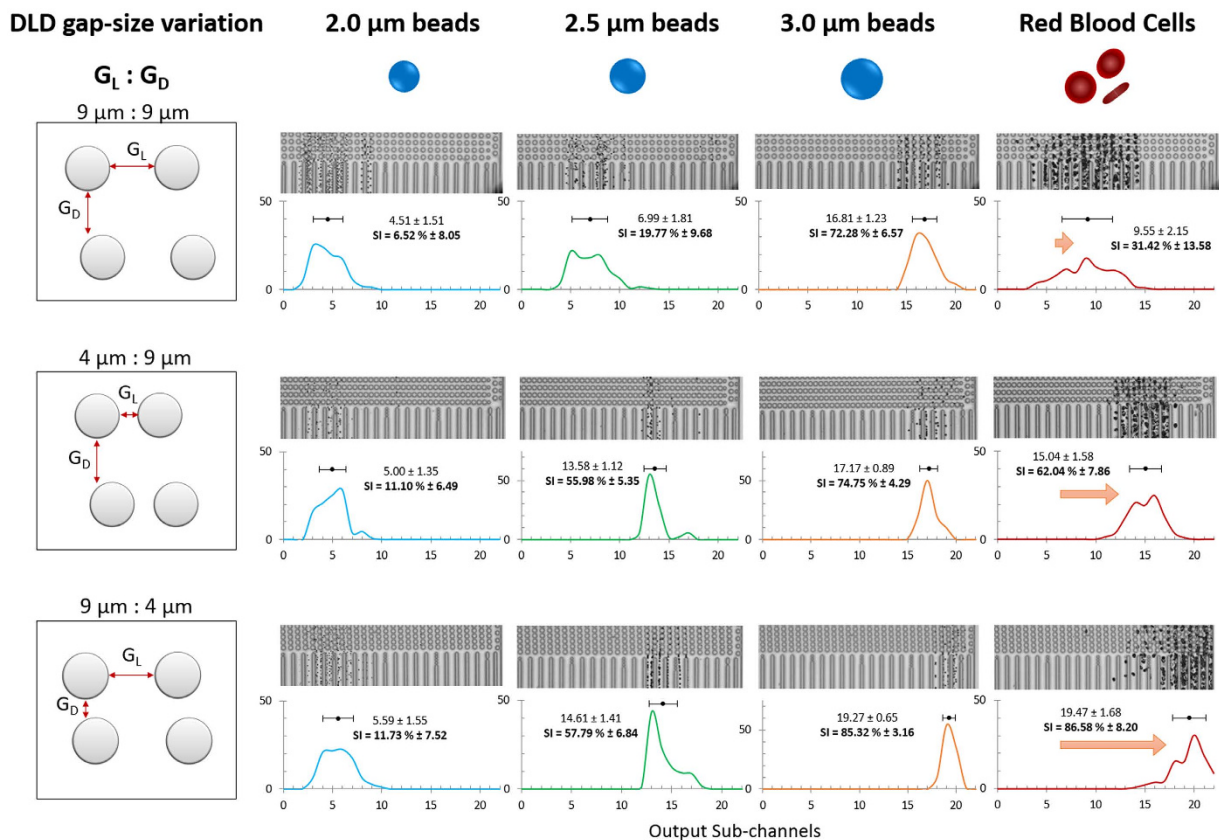 DLD gap-size variation
2.0 µm beads
2.5 µm beads
3.0 µm beads
Red Blood Cells
G_L : G_D
9 µm : 9 µm
G_L
G_D
50
0
0 5 10 15 20
4.51 ± 1.51
SI = 6.52 % ± 8.05
50
0
0 5 10 15 20
6.99 ± 1.81
SI = 19.77 % ± 9.68
50
0
0 5 10 15 20
16.81 ± 1.23
SI = 72.28 % ± 6.57
50
0
0 5 10 15 20
9.55 ± 2.15
SI = 31.42 % ± 13.58
4 µm : 9 µm
G_L
G_D
50
0
0 5 10 15 20
5.00 ± 1.35
SI = 11.10 % ± 6.49
50
0
0 5 10 15 20
13.58 ± 1.12
SI = 55.98 % ± 5.35
50
0
0 5 10 15 20
17.17 ± 0.89
SI = 74.75 % ± 4.29
50
0
0 5 10 15 20
15.04 ± 1.58
SI = 62.04 % ± 7.86
9 µm : 4 µm
G_L
G_D
50
0
0 5 10 15 20
5.59 ± 1.55
SI = 11.73 % ± 7.52
50
0
0 5 10 15 20
14.61 ± 1.41
SI = 57.79 % ± 6.84
50
0
0 5 10 15 20
19.27 ± 0.65
SI = 85.32 % ± 3.16
50
0
0 5 10 15 20
19.47 ± 1.68
SI = 86.58 % ± 8.20
Output Sub-channels